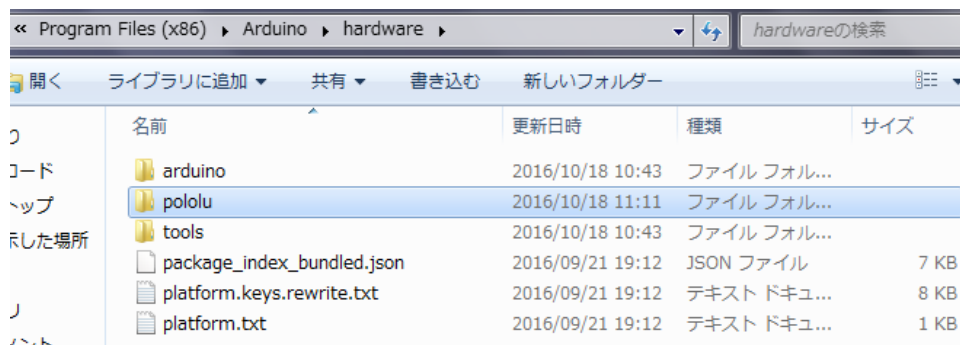 « Program Files (x86) ▸ Arduino ▸ hardware ▸ hardwareの検索
開く ライブラリに追加 ▼ 共有 ▼ 書き込む 新しいフォルダー
名前 更新日時 種類 サイズ
arduino 2016/10/18 10:43 ファイル フォル...
pololu 2016/10/18 11:11 ファイル フォル...
tools 2016/10/18 10:43 ファイル フォル...
package_index_bundled.json 2016/09/21 19:12 JSON ファイル 7 KB
platform.keys.rewrite.txt 2016/09/21 19:12 テキスト ドキュ... 8 KB
platform.txt 2016/09/21 19:12 テキスト ドキュ... 1 KB
り
ード
トップ
示した場所
リ